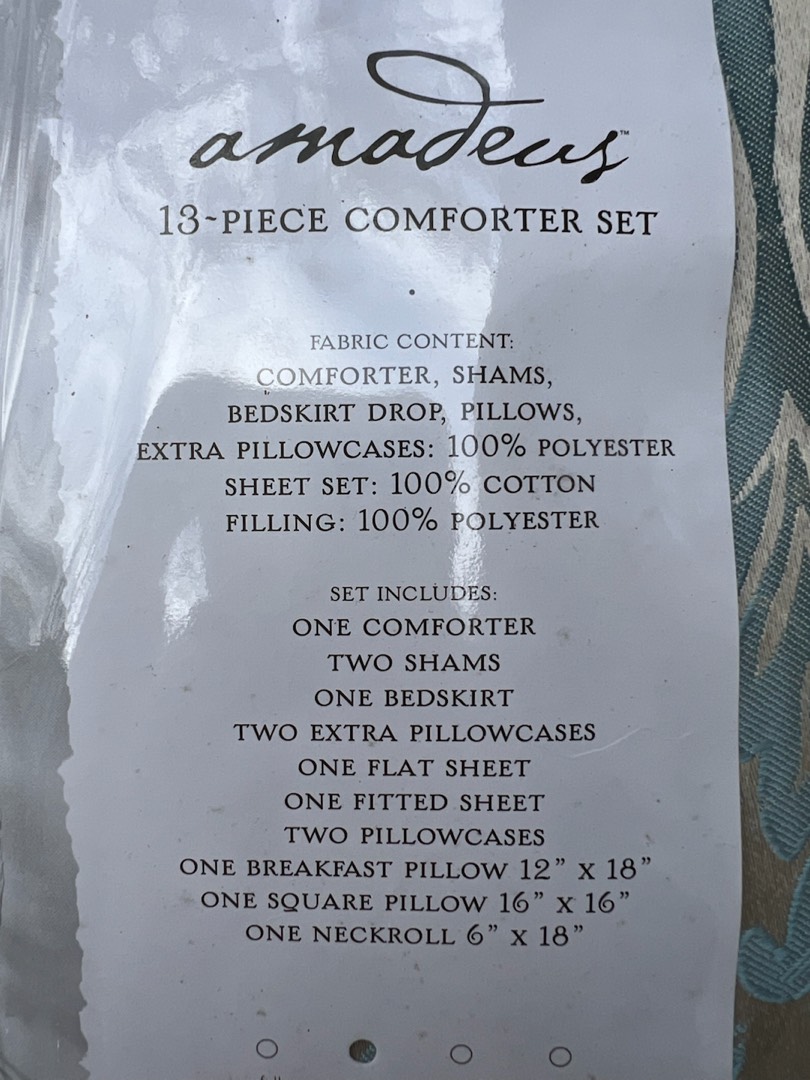 amadeus™
13-PIECE COMFORTER SET
FABRIC CONTENT:
COMFORTER, SHAMS,
BEDSKIRT DROP, PILLOWS,
EXTRA PILLOWCASES: 100% POLYESTER
SHEET SET: 100% COTTON
FILLING: 100% POLYESTER
SET INCLUDES:
ONE COMFORTER
TWO SHAMS
ONE BEDSKIRT
TWO EXTRA PILLOWCASES
ONE FLAT SHEET
ONE FITTED SHEET
TWO PILLOWCASES
ONE BREAKFAST PILLOW 12” X 18”
ONE SQUARE PILLOW 16” X 16”
ONE NECKROLL 6” X 18”